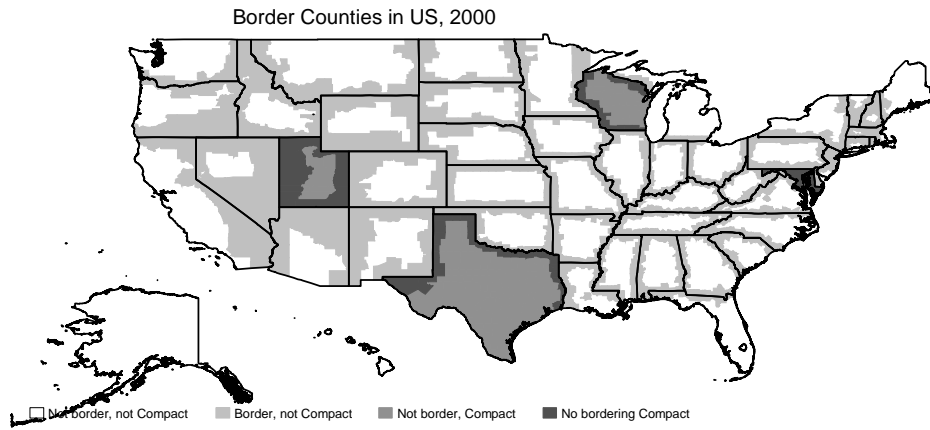 Border Counties in US, 2000
Not border, not Compact
Border, not Compact
Not border, Compact
No bordering Compact